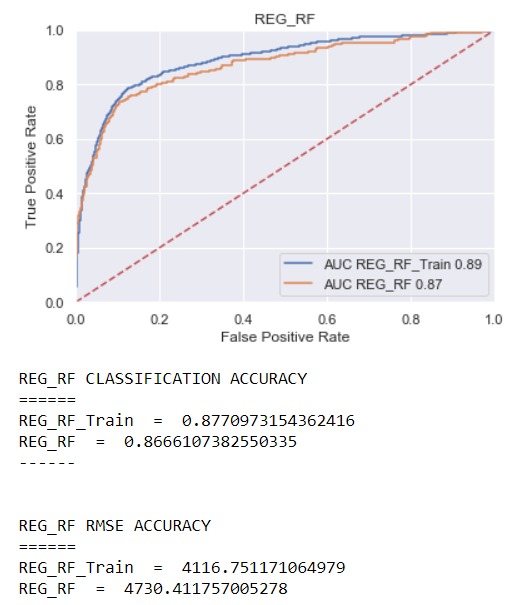 REG_RF
True Positive Rate
1.0
0.8
0.6
0.4
0.2
0.0
AUC REG_RF_Train 0.89
AUC REG_RF 0.87
0.0 0.2 0.4 0.6 0.8 1.0
False Positive Rate
REG_RF CLASSIFICATION ACCURACY
======
REG_RF_Train = 0.8770973154362416
REG_RF = 0.8666107382550335
------
REG_RF RMSE ACCURACY
======
REG_RF_Train = 4116.751171064979
REG_RF = 4730.411757005278